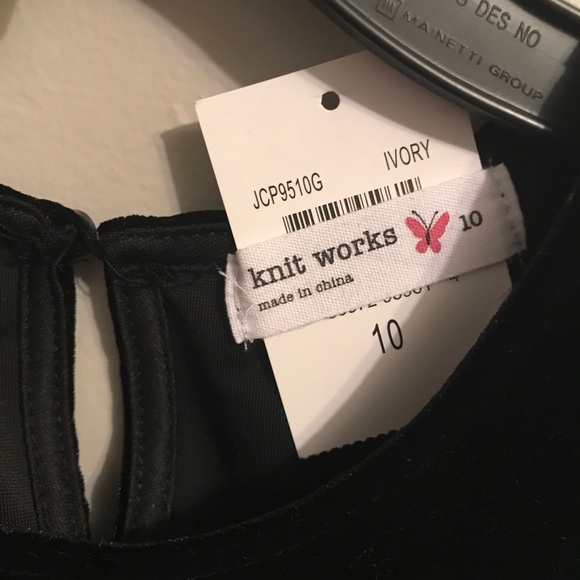 DES NO
MAINETTI GROUP
JCP9510G
IVORY
knit works
10
made in china
10